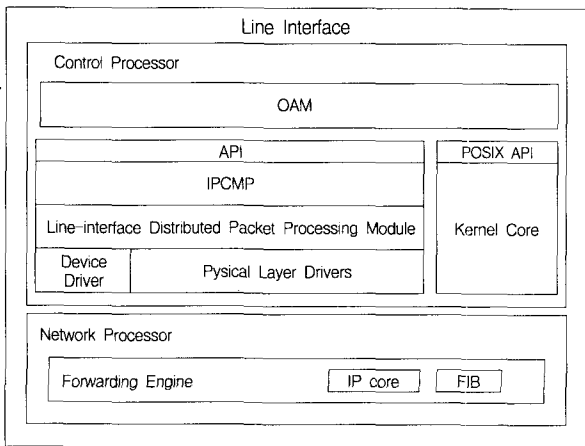 Line Interface
Control Processor
OAM
API
POSIX API
IPCMP
Line-interface Distributed Packet Processing Module
Kernel Core
Device
Driver
Pysical Layer Drivers
Network Processor
Forwarding Engine
IP core
FIB